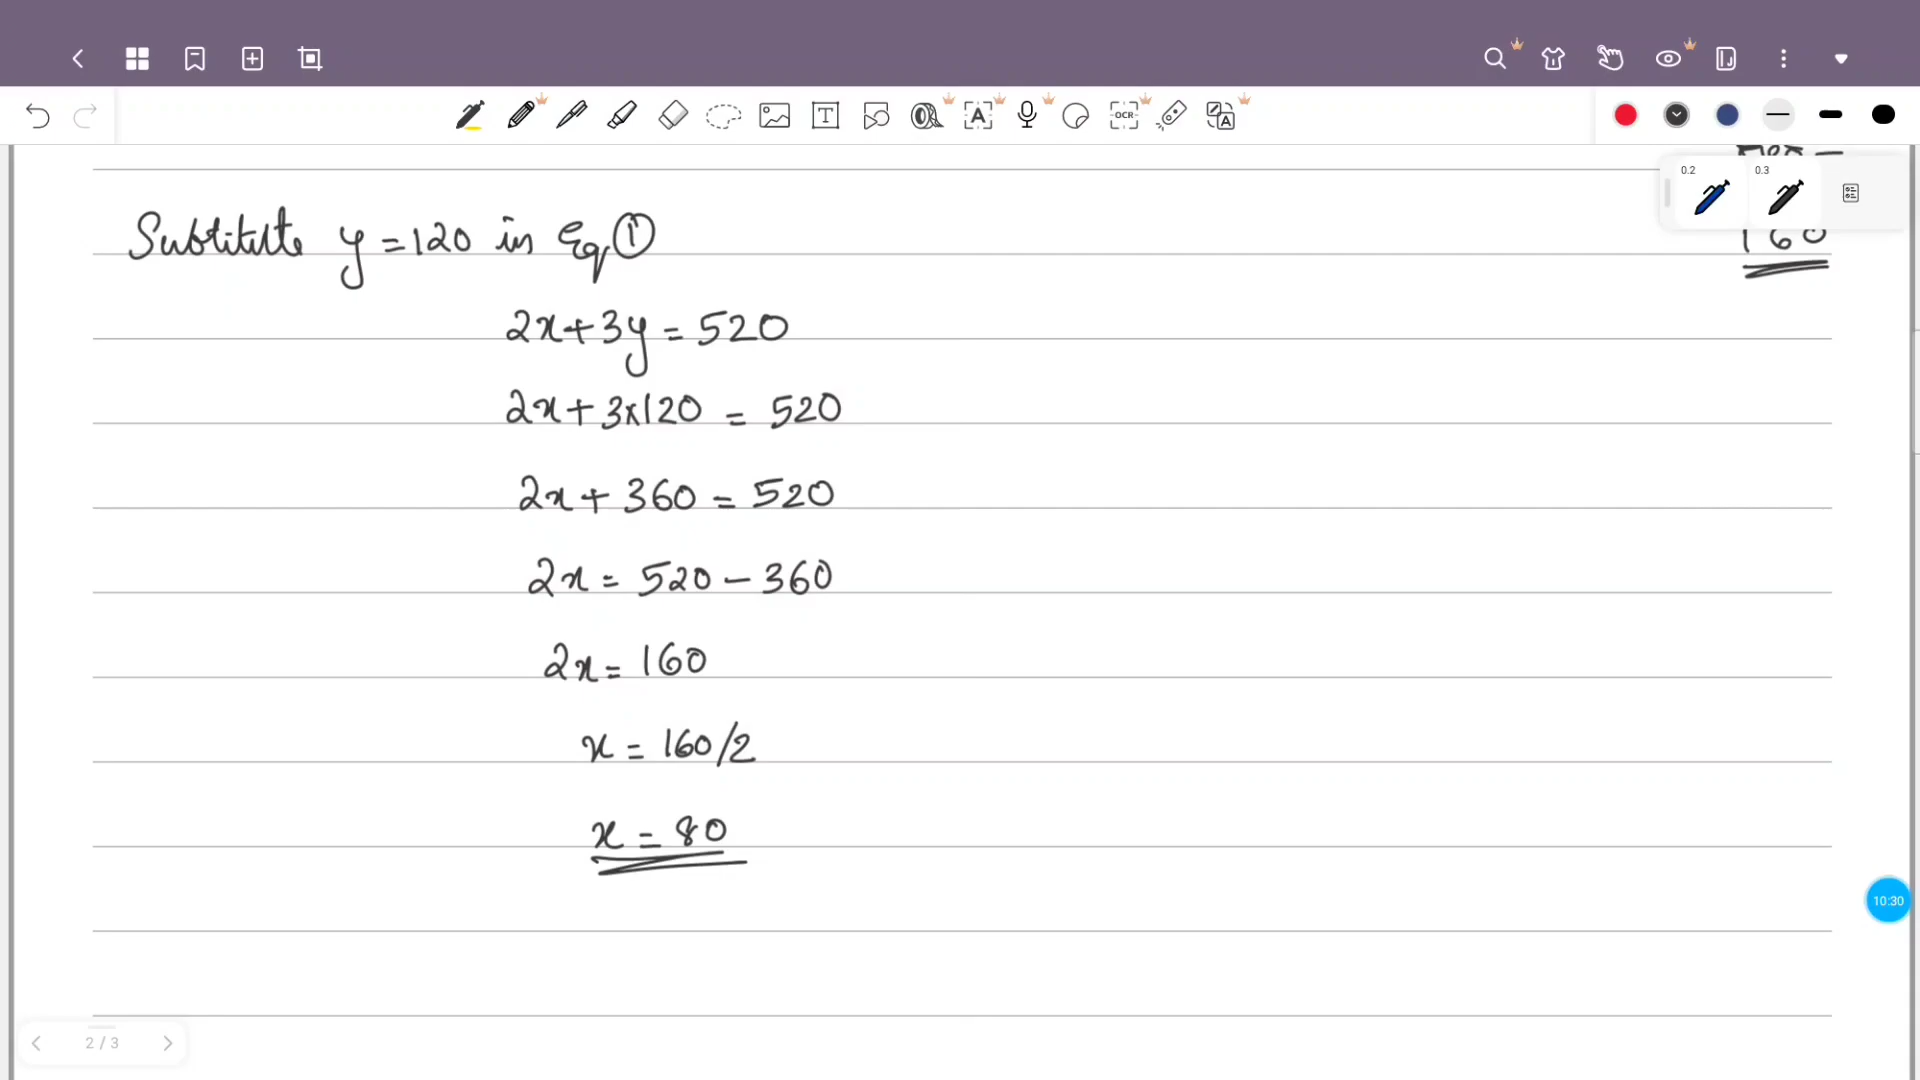 0.2 0.3
160
Substitute y = 120 in Eq ①
2x + 3y = 520
2x + 3x120 = 520
2x + 360 = 520
2x = 520 - 360
2x = 160
x = 160/2
x = 80
10:30
2 / 3